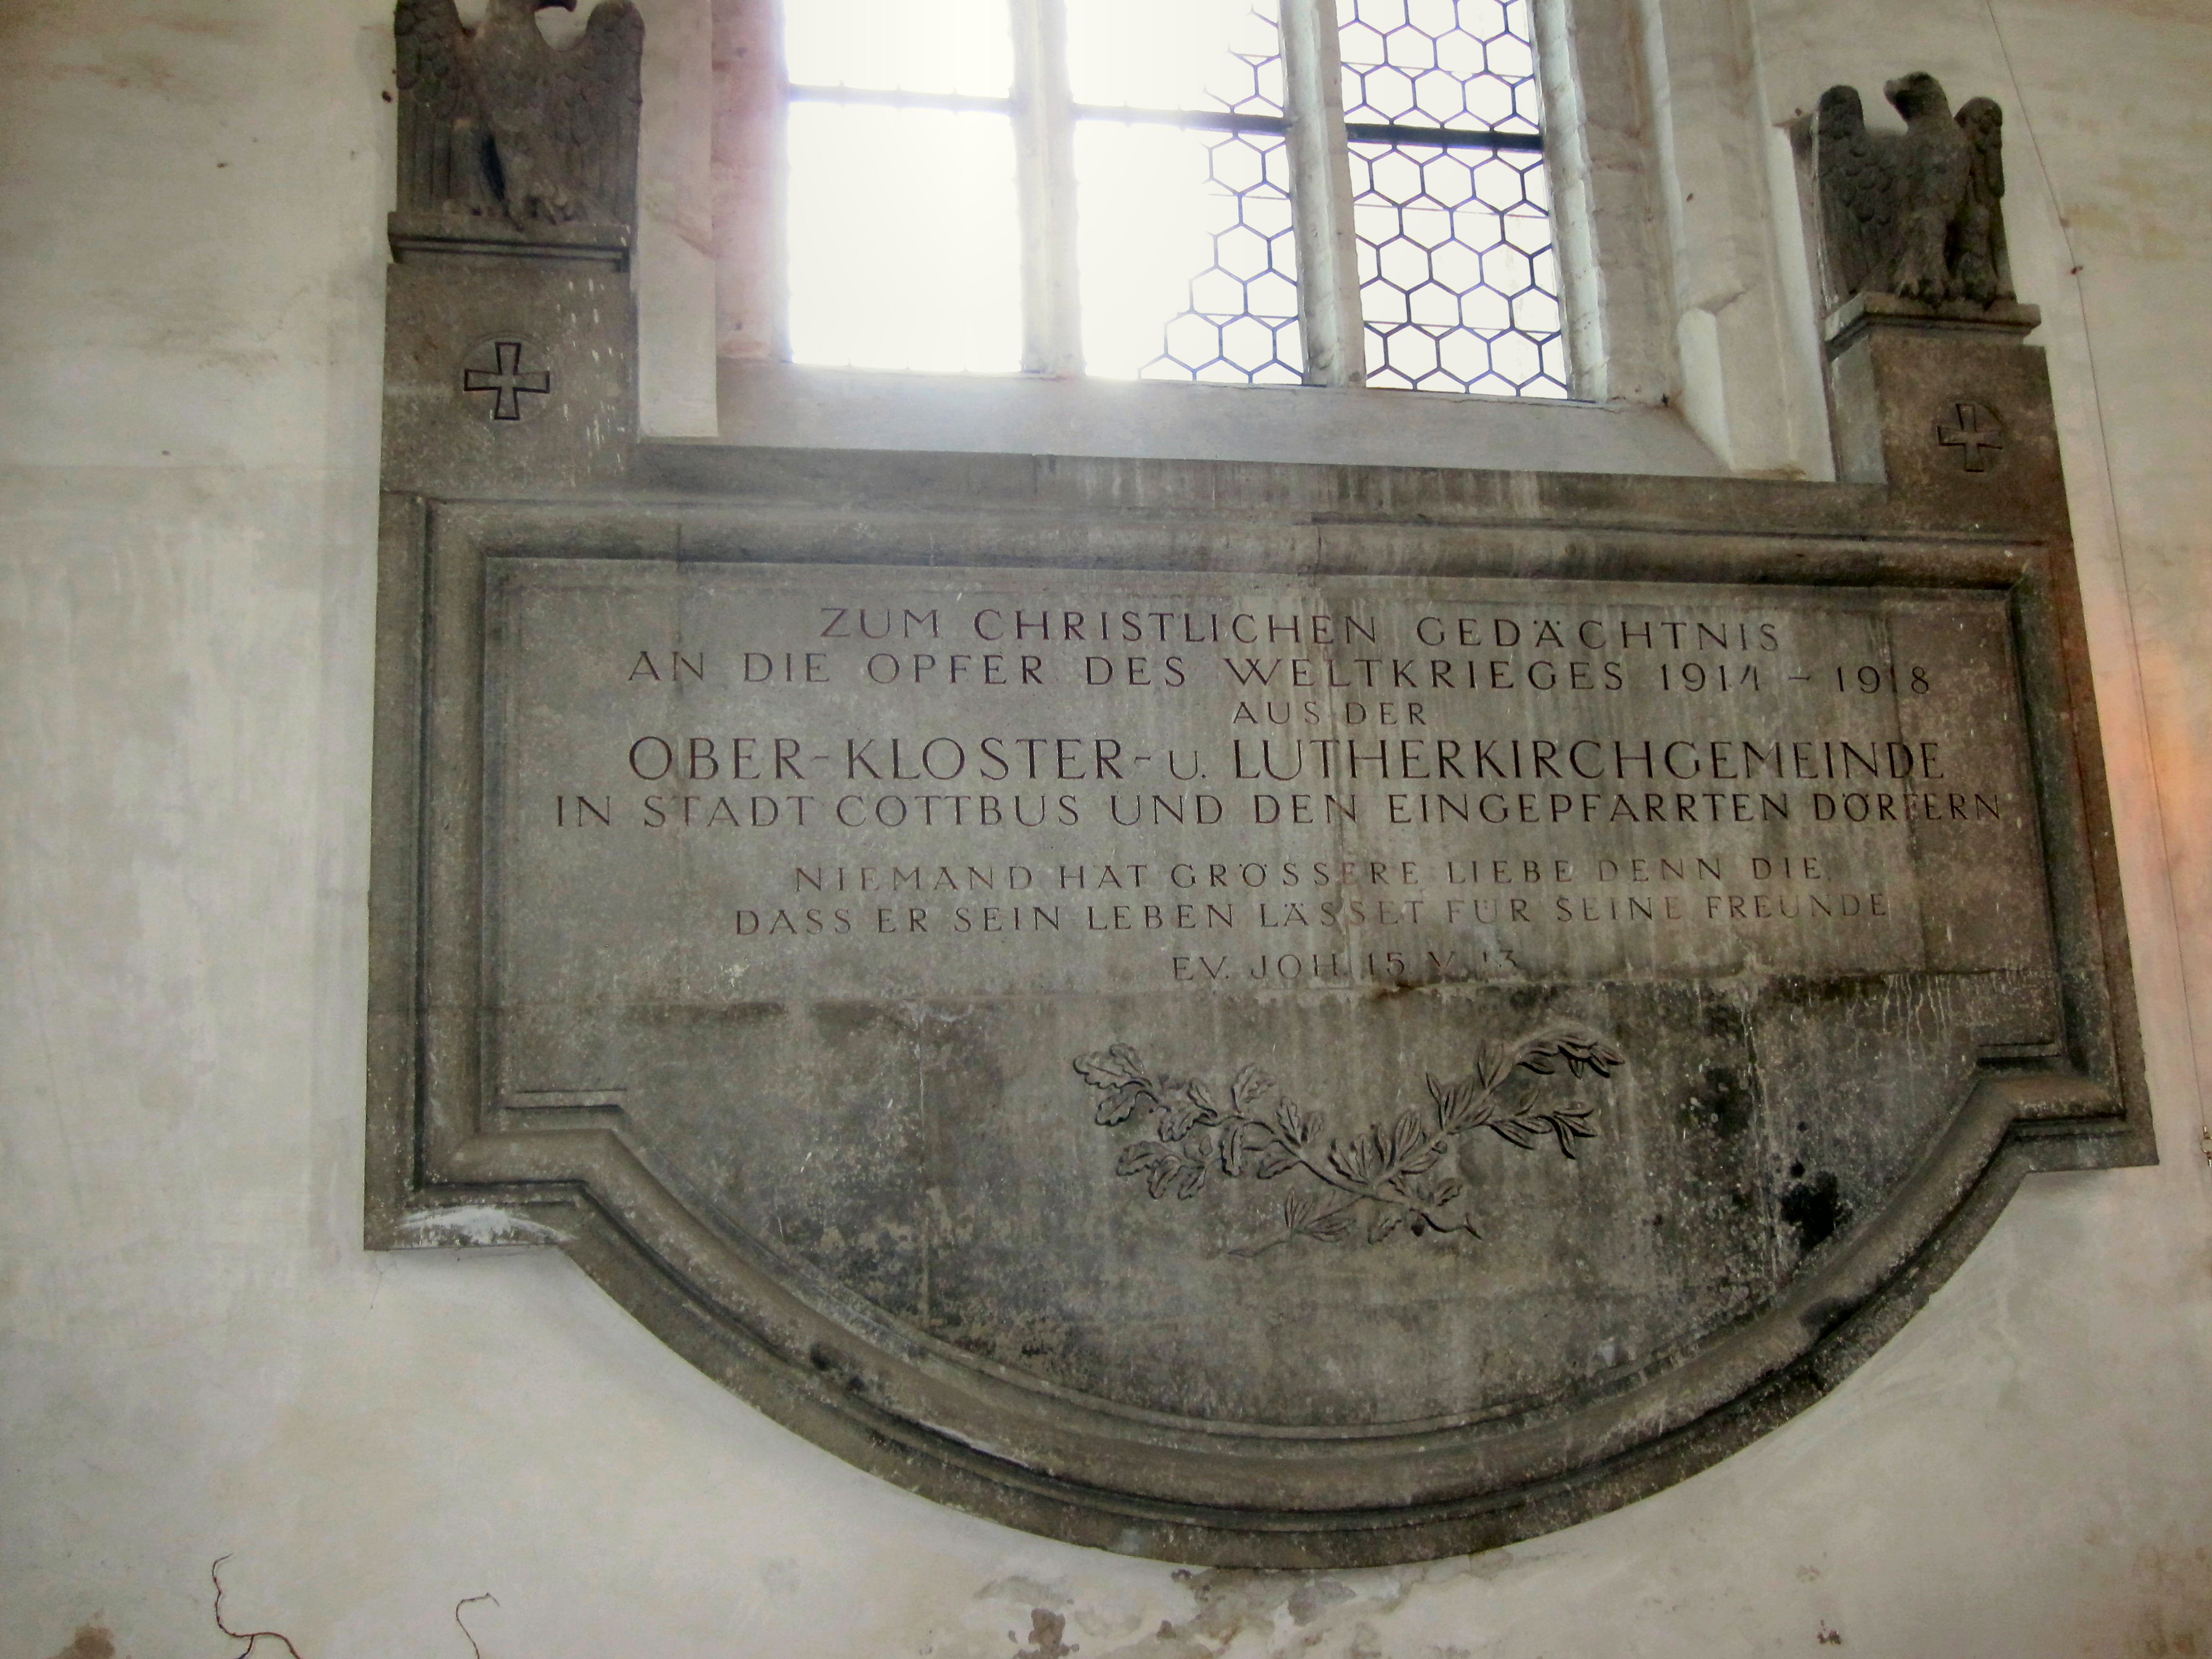 ZUM CHRISTLICHEN GEDÄCHTNIS
AN DIE OPFER DES WELTKRIEGES 1914 - 1918
AUS DER
OBER-KLOSTER-U. LUTHERKIRCHGEMEINDE
IN STADT COTTBUS UND DEN EINGEPFARRTEN DÖRFERN
NIEMAND HAT GRÖSSERE LIEBE DENN DIE,
DASS ER SEIN LEBEN LÄSSET FÜR SEINE FREUNDE
EV. JOH. 15 V. 13